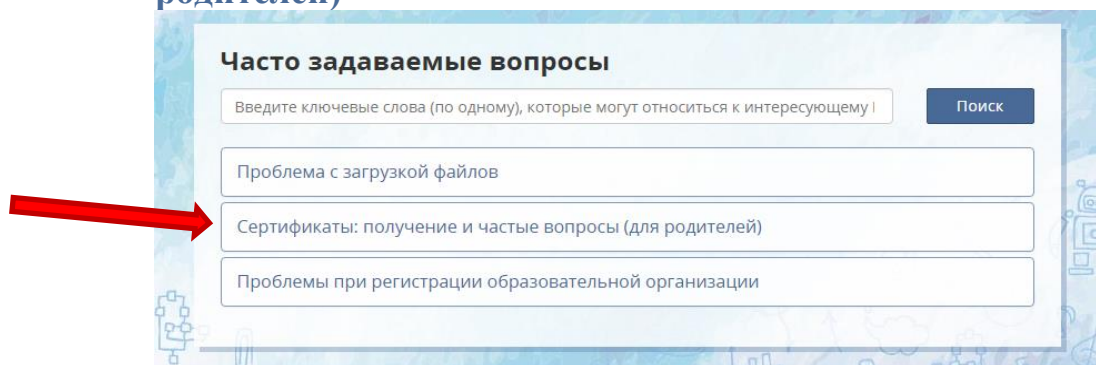 родителей)
Часто задаваемые вопросы
Введите ключевые слова (по одному), которые могут относиться к интересующему
Поиск
Проблема с загрузкой файлов
Сертификаты: получение и частые вопросы (для родителей)
Проблемы при регистрации образовательной организации